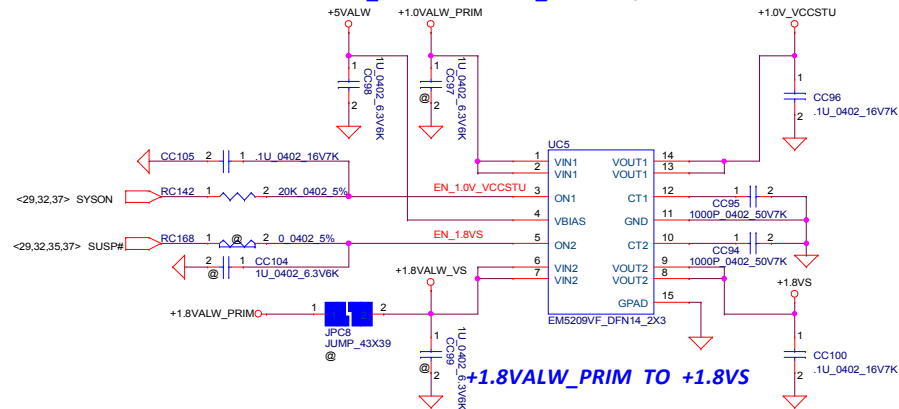 +5VALW
+1.0VALW_PRIM
+1.0V_VCCSTU
1
CC98
1U_0402_6.3V6K
2
1
CC97
1U_0402_6.3V6K
@
2
1
CC96
.1U_0402_16V7K
2
CC105 2 1 .1U_0402_16V7K
<29,32,37> SYSON RC142 1 2 20K_0402_5% EN_1.0V_VCCSTU
<29,32,35,37> SUSP# RC168 1 @ 2 0_0402_5% EN_1.8VS
2 1 CC104
@ 1U_0402_6.3V6K
UC5
1 VIN1 VOUT1 14
2 VIN1 VOUT1 13
3 ON1 CT1 12
4 VBIAS GND 11
5 ON2 CT2 10
6 VIN2 VOUT2 9
7 VIN2 VOUT2 8
GPAD 15
EM5209VF_DFN14_2X3
1 2
CC95
1000P_0402_50V7K
1 2
CC94
1000P_0402_50V7K
+1.8VALW_VS
+1.8VS
+1.8VALW_PRIM 1 2
JPC8
JUMP_43X39
@
1
CC99
1U_0402_6.3V6K
@
2
1
CC100
.1U_0402_16V7K
2
+1.8VALW_PRIM TO +1.8VS